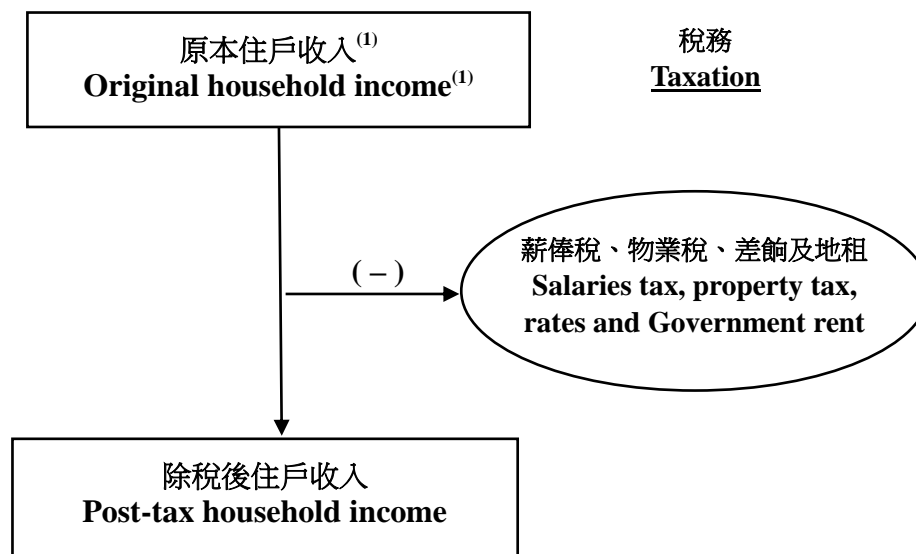 原本住戶收入(1)
Original household income(1)
稅務
Taxation
(–)
薪俸稅、物業稅、差餉及地租
Salaries tax, property tax,
rates and Government rent
除稅後住戶收入
Post-tax household income